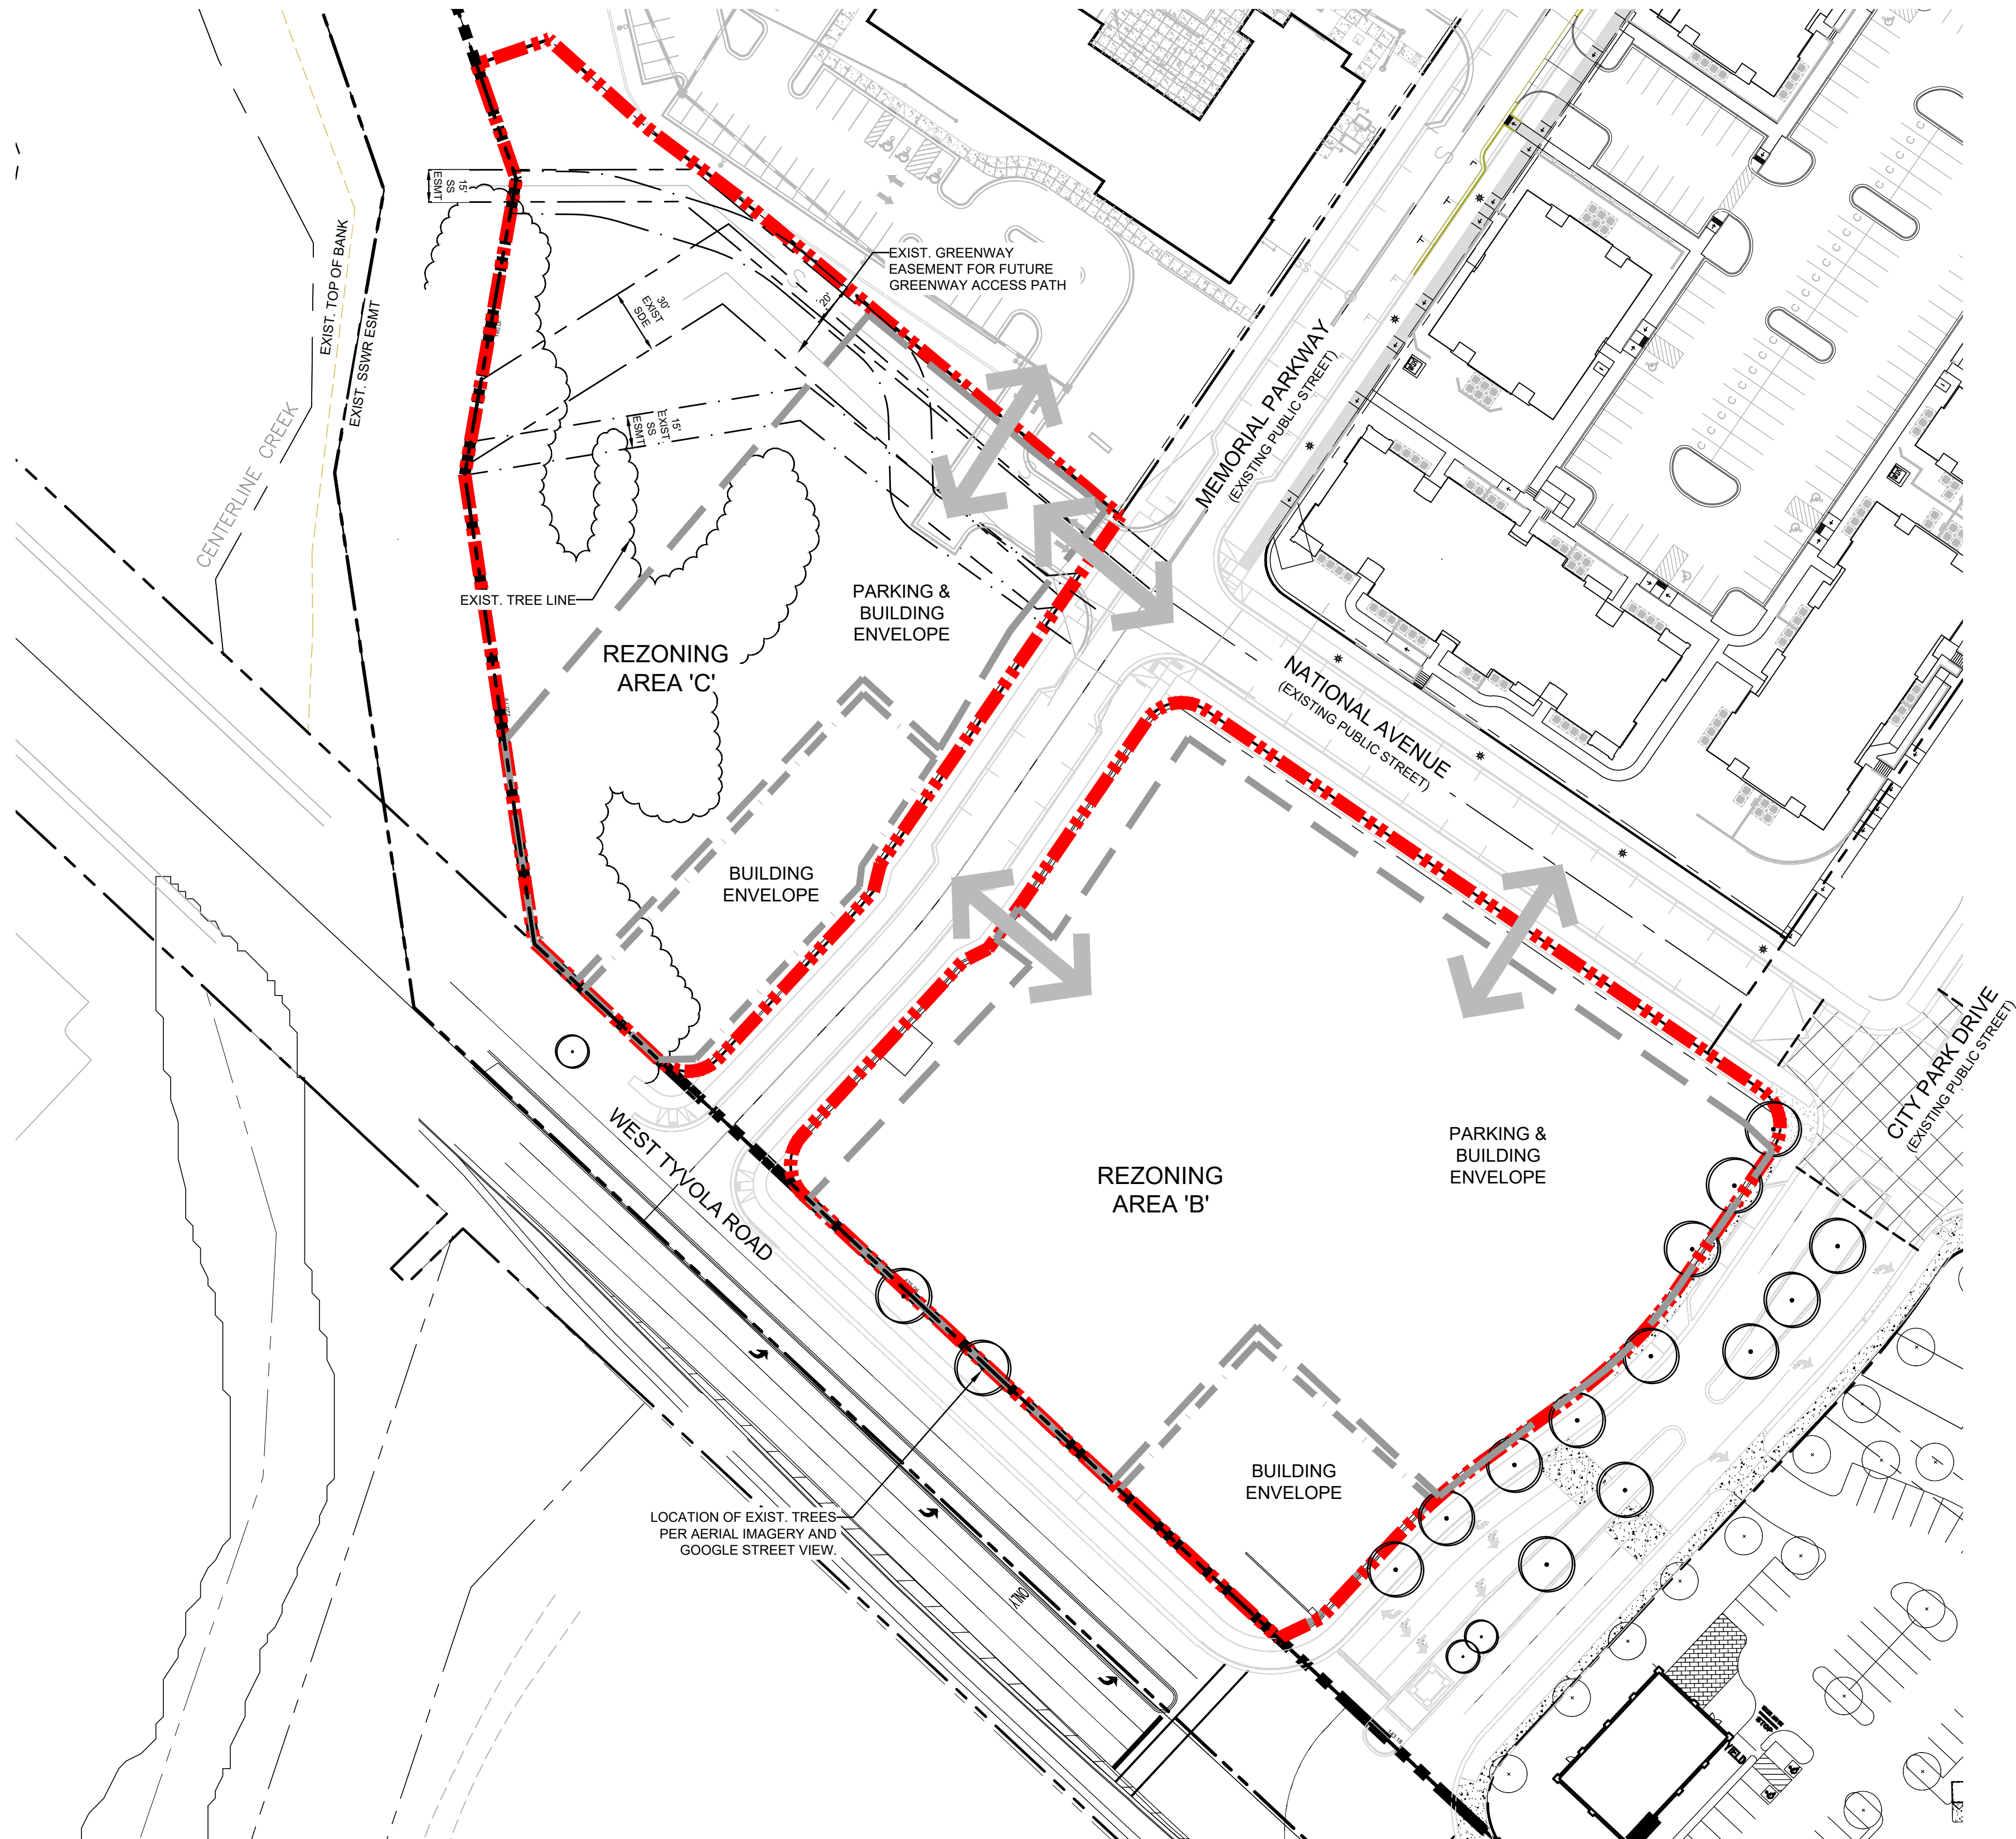 15'
SS
ESMT
EXIST. TOP OF BANK
EXIST. SSWR ESMT
CENTERLINE CREEK
EXIST. GREENWAY
EASEMENT FOR FUTURE
GREENWAY ACCESS PATH
20'
30'
EXIST
SDE
15'
EXIST.
SS
ESMT
EXIST. TREE LINE
MEMORIAL PARKWAY
(EXISTING PUBLIC STREET)
PARKING &
BUILDING
ENVELOPE
REZONING
AREA 'C'
NATIONAL AVENUE
(EXISTING PUBLIC STREET)
BUILDING
ENVELOPE
CITY PARK DRIVE
(EXISTING PUBLIC STREET)
WEST TYVOLA ROAD
REZONING
AREA 'B'
PARKING &
BUILDING
ENVELOPE
BUILDING
ENVELOPE
LOCATION OF EXIST. TREES
PER AERIAL IMAGERY AND
GOOGLE STREET VIEW.
ONLY
STOP
YIELD